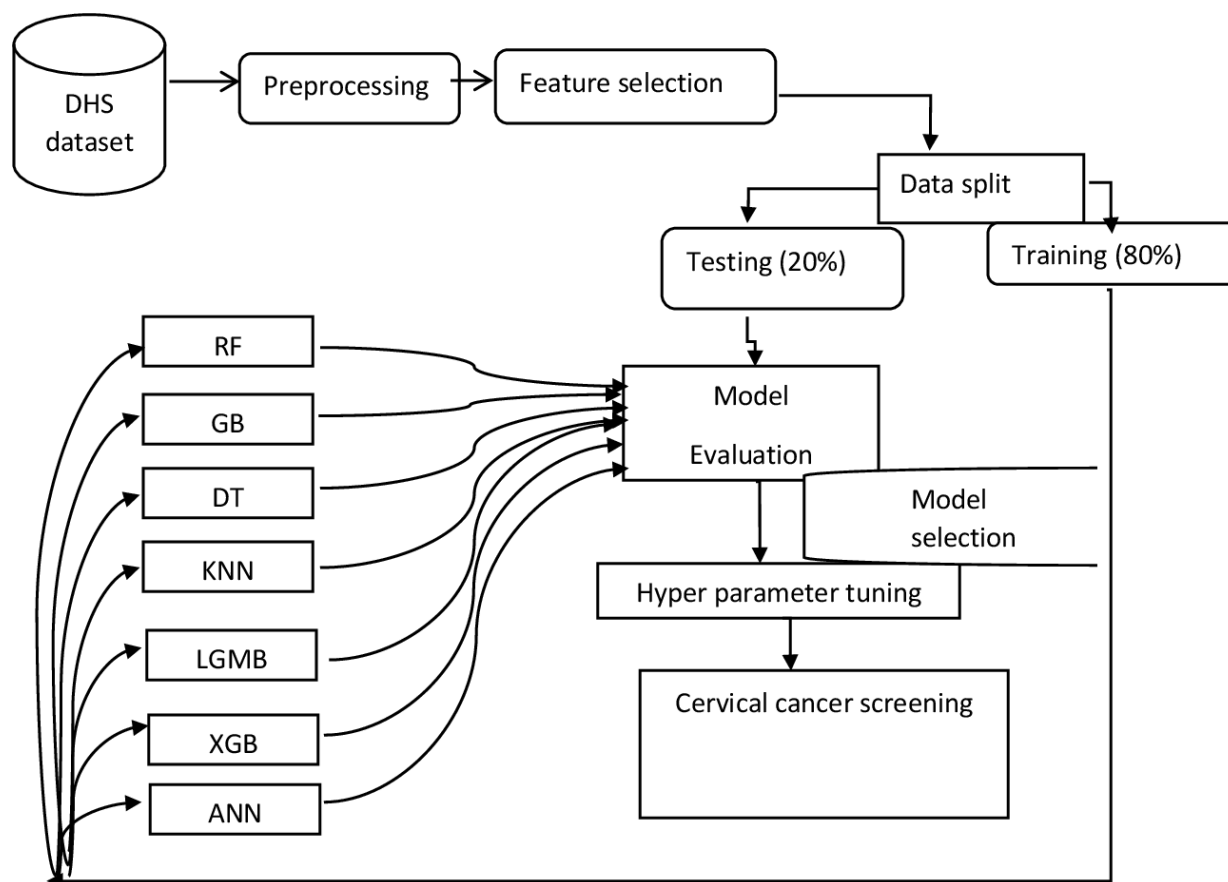 DHS
dataset
Preprocessing
Feature selection
Data split
Testing (20%)
Training (80%)
RF
GB
DT
KNN
LGMB
XGB
ANN
Model
Evaluation
Model
selection
Hyper parameter tuning
Cervical cancer screening